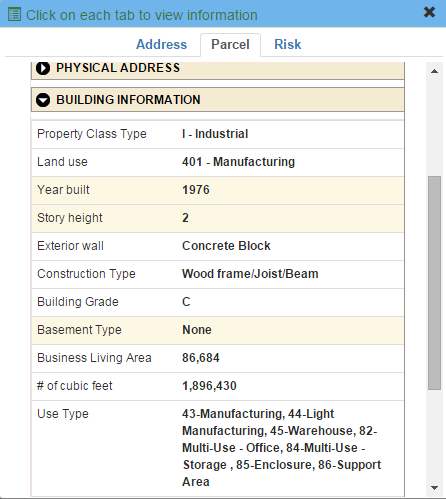 Click on each tab to view information
Address Parcel Risk
PHYSICAL ADDRESS
BUILDING INFORMATION
Property Class Type I - Industrial
Land use 401 - Manufacturing
Year built 1976
Story height 2
Exterior wall Concrete Block
Construction Type Wood frame/Joist/Beam
Building Grade C
Basement Type None
Business Living Area 86,684
# of cubic feet 1,896,430
Use Type 43-Manufacturing, 44-Light
Manufacturing, 45-Warehouse, 82-
Multi-Use - Office, 84-Multi-Use -
Storage , 85-Enclosure, 86-Support
Area